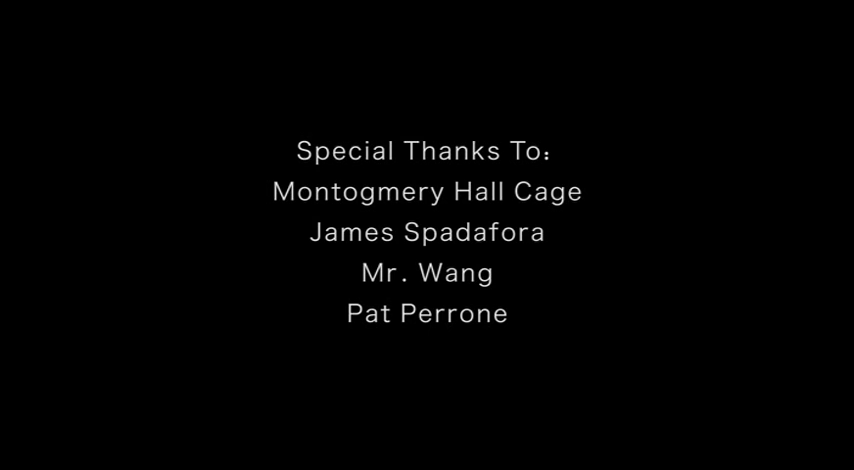 Special Thanks To:
Montogmery Hall Cage
James Spadafora
Mr. Wang
Pat Perrone